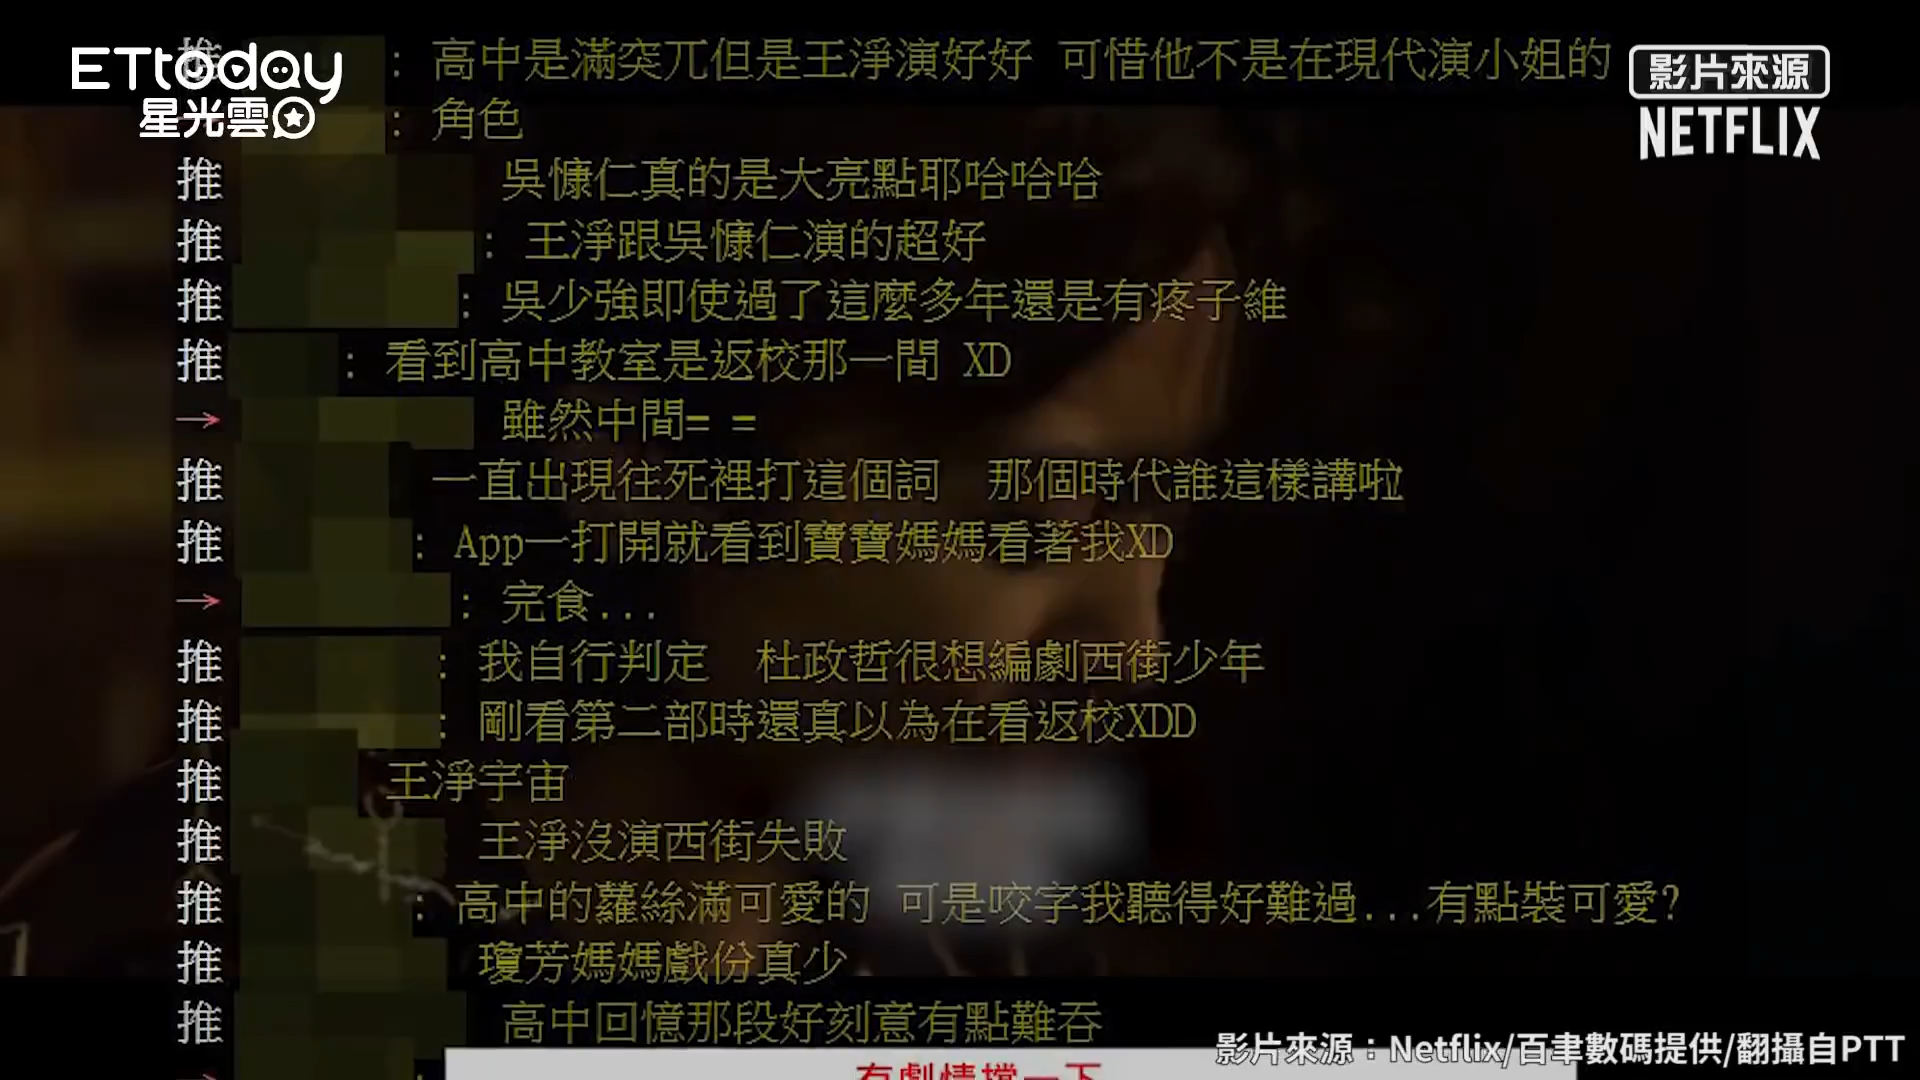 ETtoday
星光雲
影片來源
NETFLIX
推 : 高中是滿突兀但是王淨演好好 可惜他不是在現代演小姐的
: 角色
推 吳慷仁真的是大亮點耶哈哈哈
推 : 王淨跟吳慷仁演的超好
推 : 吳少強即使過了這麼多年還是有疼子維
推 : 看到高中教室是返校那一間 XD
→ 雖然中間= =
推 一直出現往死裡打這個詞 那個時代誰這樣講啦
推 : App一打開就看到寶寶媽媽看著我XD
→ : 完食...
推 : 我自行判定 杜政哲很想編劇西街少年
推 : 剛看第二部時還真以為在看返校XDD
推 王淨宇宙
推 王淨沒演西街失敗
推 : 高中的蘿絲滿可愛的 可是咬字我聽得好難過...有點裝可愛?
推 瓊芳媽媽戲份真少
推 高中回憶那段好刻意有點難吞
影片來源：Netflix/百聿數碼提供/翻攝自PTT
有劇情擋一下